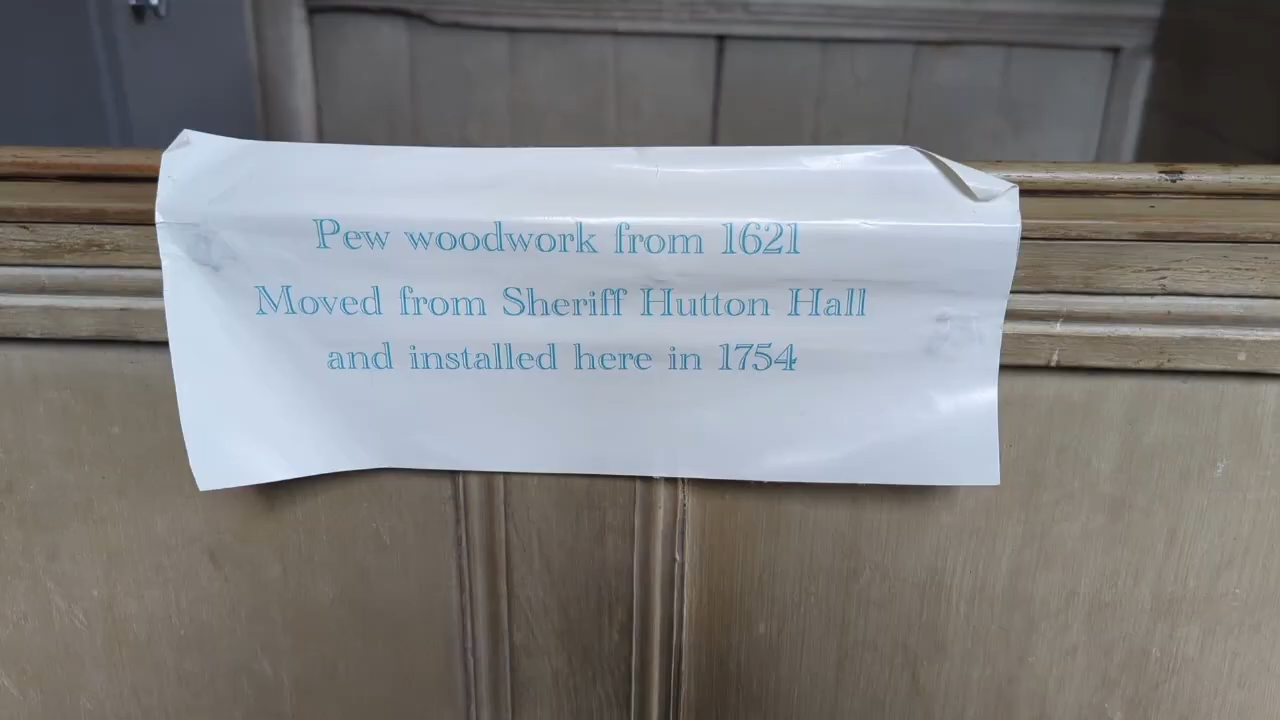 Pew woodwork from 1621
Moved from Sheriff Hutton Hall
and installed here in 1754